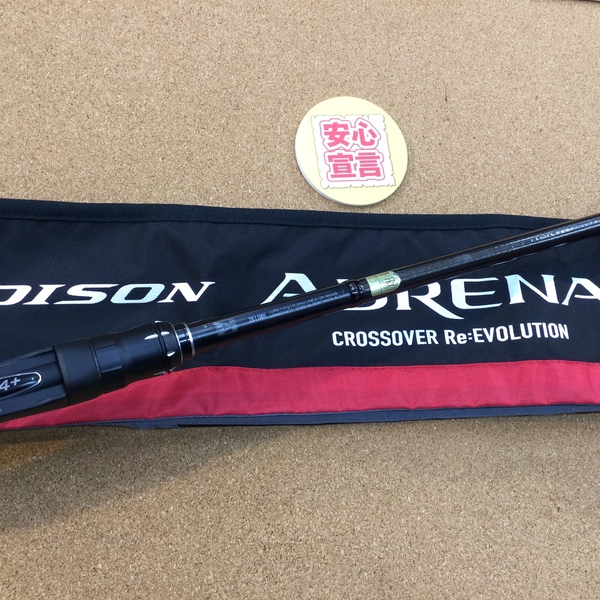 安心
宣言
DISON ADRENA
CROSSOVER Re:EVOLUTION
4+